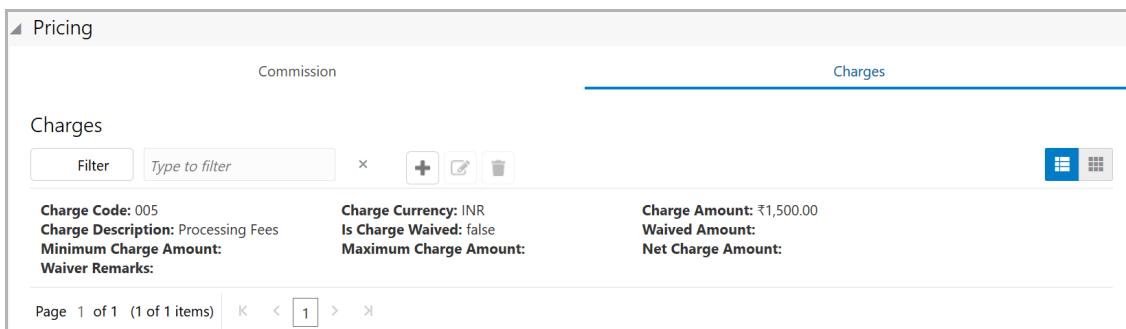 Pricing
Commission Charges
Charges
Filter Type to filter
Charge Code: 005 Charge Currency: INR Charge Amount: ₹1,500.00
Charge Description: Processing Fees Is Charge Waived: false Waived Amount:
Minimum Charge Amount: Maximum Charge Amount: Net Charge Amount:
Waiver Remarks:
Page 1 of 1 (1 of 1 items) 1